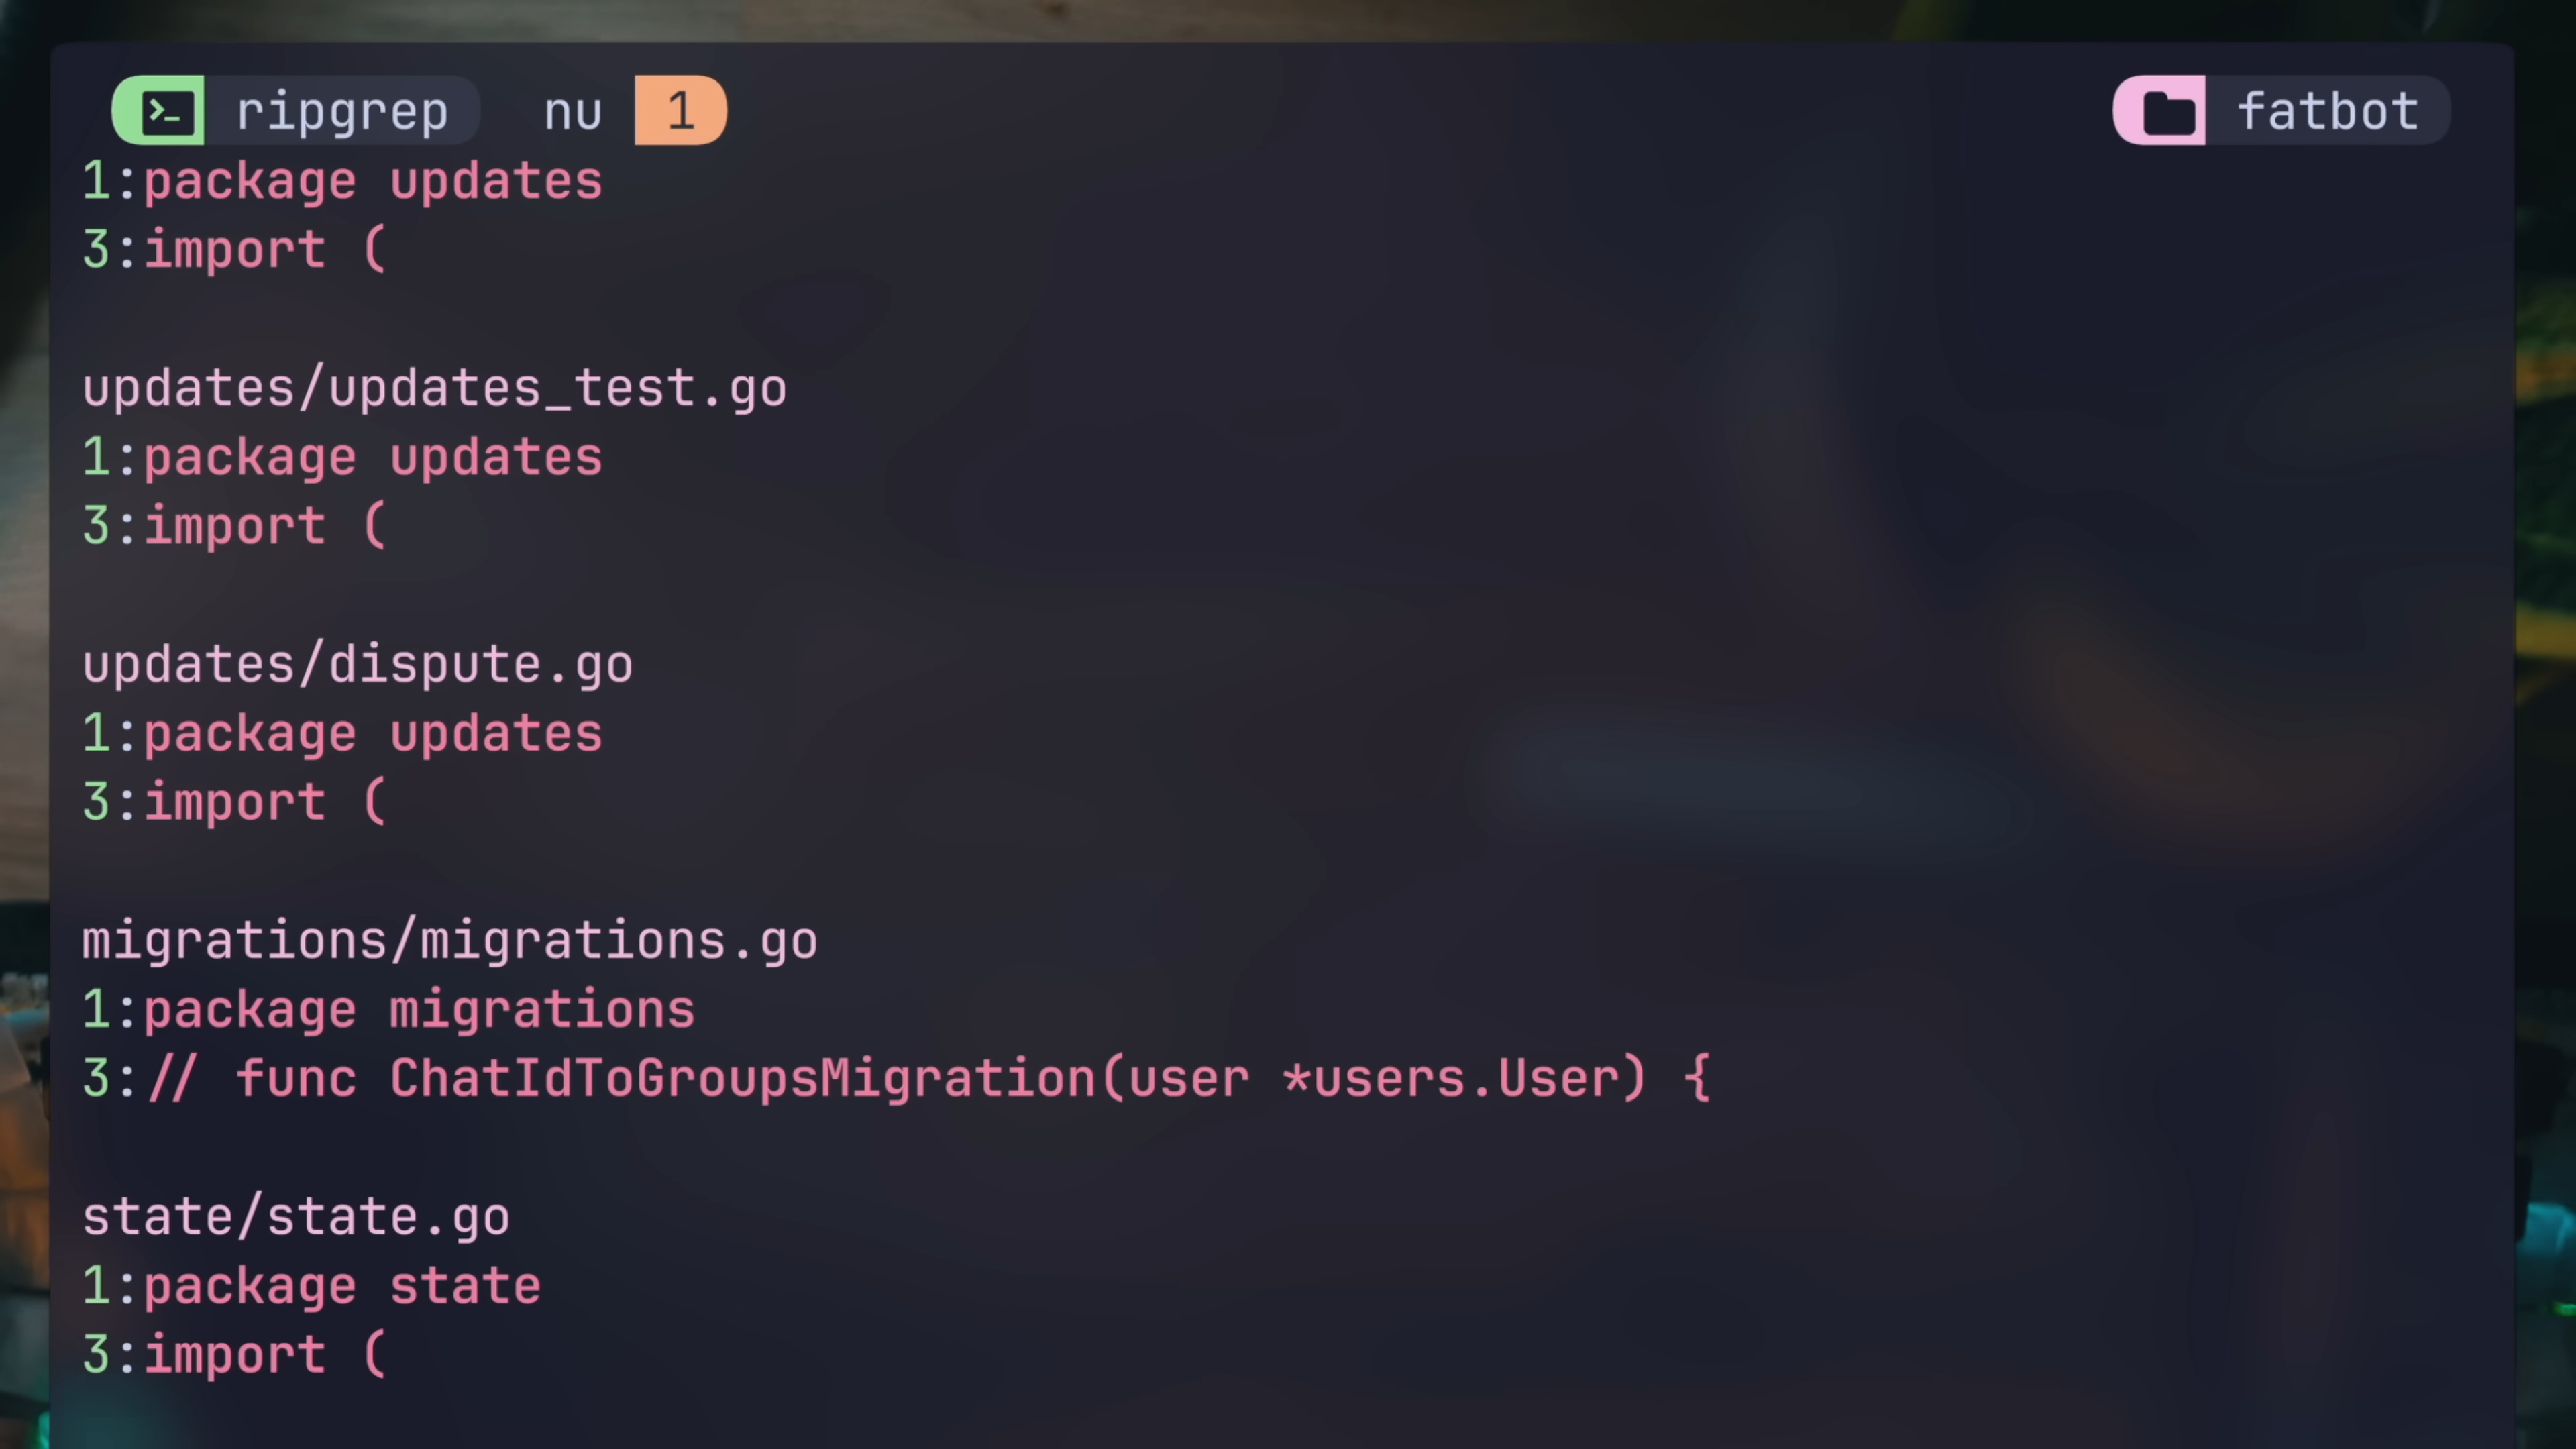 ripgrep nu 1 fatbot
1:package updates
3:import (
updates/updates_test.go
1:package updates
3:import (
updates/dispute.go
1:package updates
3:import (
migrations/migrations.go
1:package migrations
3:// func ChatIdToGroupsMigration(user *users.User) {
state/state.go
1:package state
3:import (